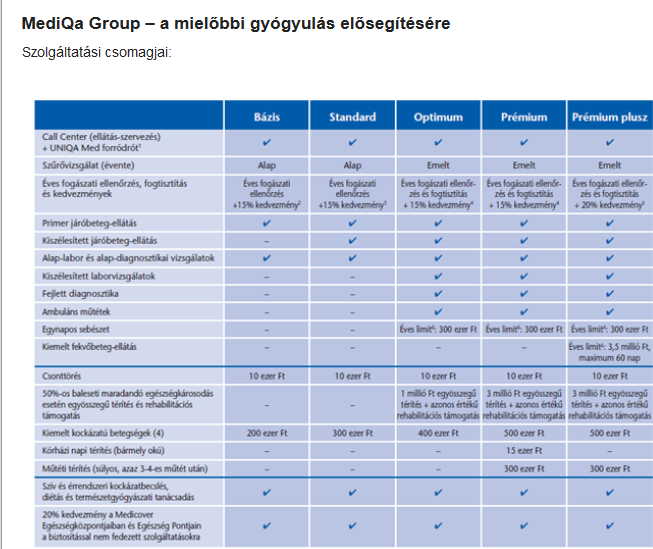 MediQa Group – a mielőbbi gyógyulás elősegítésére
Szolgáltatási csomagjai:
Bázis Standard Optimum Prémium Prémium plusz
Call Center (ellátás-szervezés)
+ UNIQA Med forródrót¹ ✔ ✔ ✔ ✔ ✔
Szűrővizsgálat (évente) Alap Alap Emelt Emelt Emelt
Éves fogászati ellenőrzés, fogtisztítás
és kedvezmények
Éves fogászati
ellenőrzés
+15% kedvezmény²
Éves fogászati
ellenőrzés
+15% kedvezmény³
Éves fogászati ellenőr-
zés és fogtisztítás
+ 15% kedvezmény⁴
Éves fogászati ellenőr-
zés és fogtisztítás
+ 15% kedvezmény⁴
Éves fogászati ellenőr-
zés és fogtisztítás
+ 20% kedvezmény⁵
Primer járóbeteg-ellátás ✔ ✔ ✔ ✔ ✔
Kiszélesített járóbeteg-ellátás – ✔ ✔ ✔ ✔
Alap-labor és alap-diagnosztikai vizsgálatok ✔ ✔ ✔ ✔ ✔
Kiszélesített laborvizsgálatok – – ✔ ✔ ✔
Fejlett diagnosztika – – ✔ ✔ ✔
Ambuláns műtétek – – ✔ ✔ ✔
Egynapos sebészet – – Éves limit⁶: 300 ezer Ft Éves limit⁶: 300 ezer Ft Éves limit⁶: 300 ezer Ft
Kiemelt fekvőbeteg-ellátás – – – –
Éves limit⁶: 3,5 millió Ft,
maximum 60 nap
Csonttörés 10 ezer Ft 10 ezer Ft 10 ezer Ft 10 ezer Ft 10 ezer Ft
50%-os baleseti maradandó egészségkárosodás
esetén egyösszegű térítés és rehabilitációs
támogatás
– –
1 millió Ft egyösszegű
térítés + azonos értékű
rehabilitációs támogatás
3 millió Ft egyösszegű
térítés + azonos értékű
rehabilitációs támogatás
3 millió Ft egyösszegű
térítés + azonos értékű
rehabilitációs támogatás
Kiemelt kockázatú betegségek (4) 200 ezer Ft 300 ezer Ft 400 ezer Ft 500 ezer Ft 500 ezer Ft
Kórházi napi térítés (bármely okú) – – – 15 ezer Ft –
Műtéti térítés (súlyos, azaz 3-4-es műtét után) – – – 300 ezer Ft 300 ezer Ft
Szív és érrendszeri kockázatbecslés,
diétás és természetgyógyászati tanácsadás ✔ ✔ ✔ ✔ ✔
20% kedvezmény a Medicover
Egészségközpontjaiban és Egészség Pontjain
a biztosítással nem fedezett szolgáltatásokra ✔ ✔ ✔ ✔ ✔